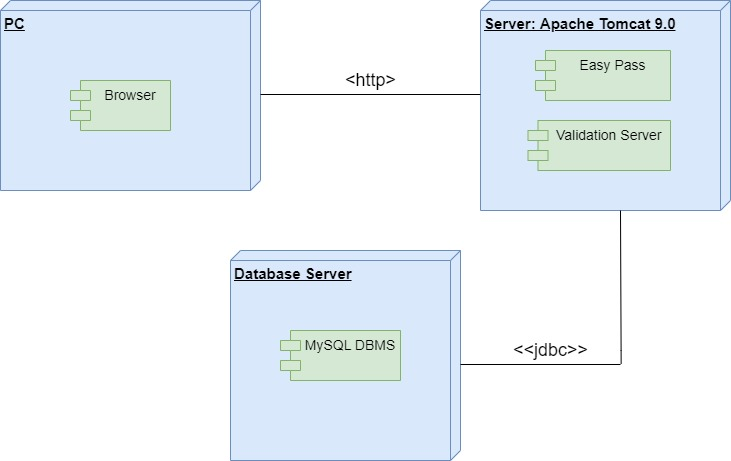 PC
Browser
<http>
Server: Apache Tomcat 9.0
Easy Pass
Validation Server
Database Server
MySQL DBMS
<<jdbc>>